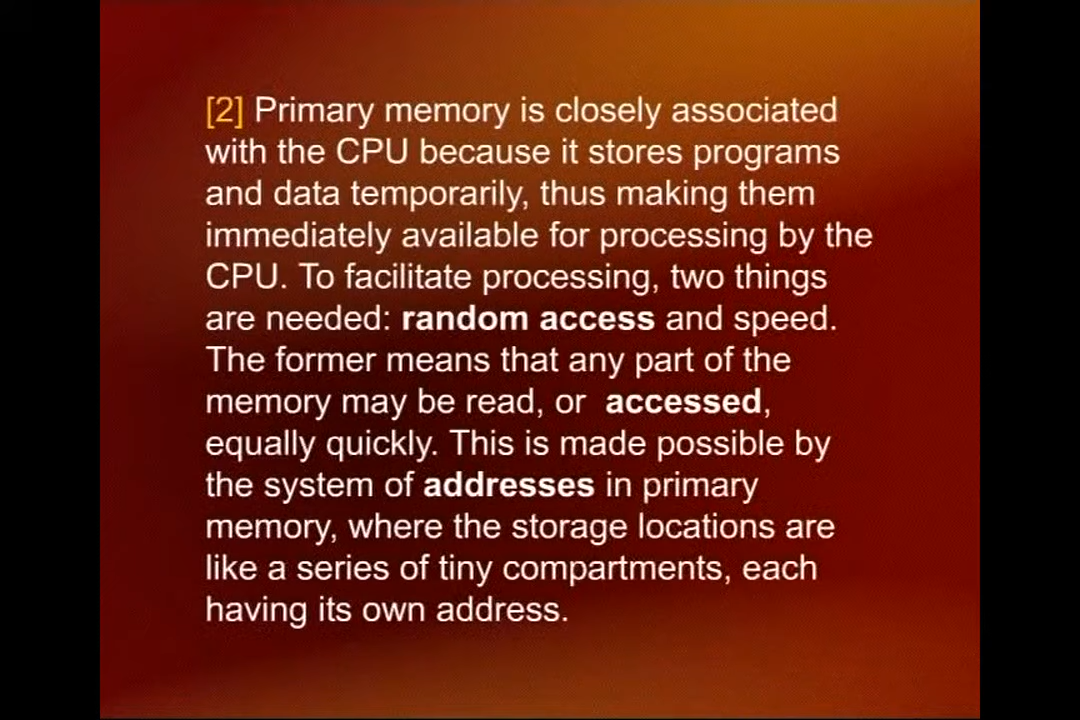 [2] Primary memory is closely associated
with the CPU because it stores programs
and data temporarily, thus making them
immediately available for processing by the
CPU. To facilitate processing, two things
are needed: random access and speed.
The former means that any part of the
memory may be read, or  accessed,
equally quickly. This is made possible by
the system of addresses in primary
memory, where the storage locations are
like a series of tiny compartments, each
having its own address.